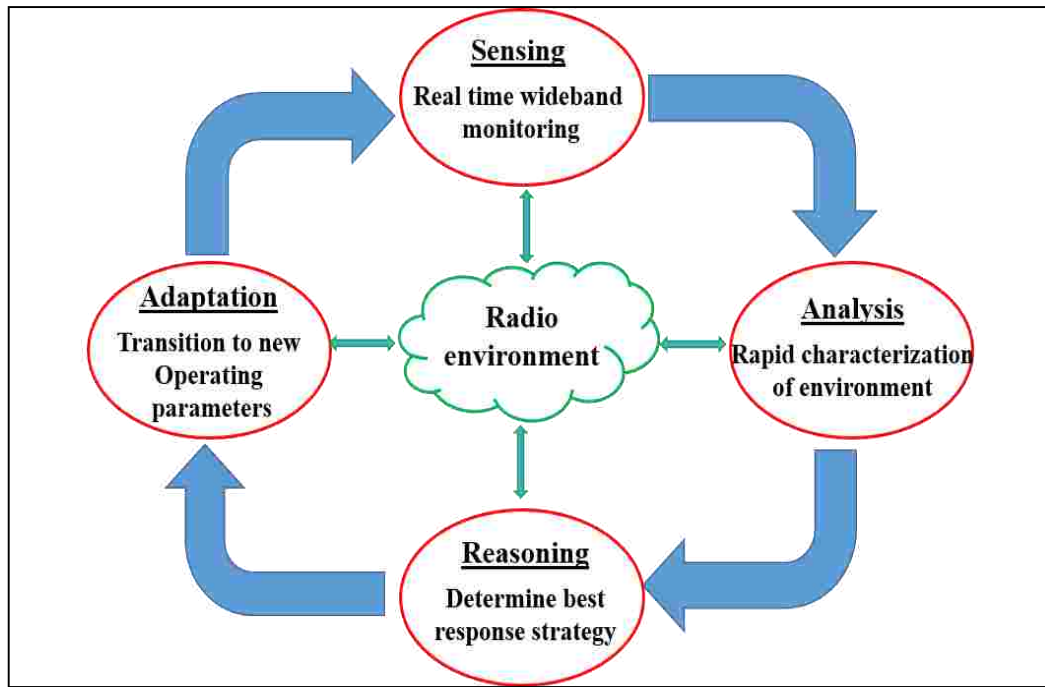 Sensing
Real time wideband
monitoring
Adaptation
Transition to new
Operating
parameters
Radio
environment
Analysis
Rapid characterization
of environment
Reasoning
Determine best
response strategy